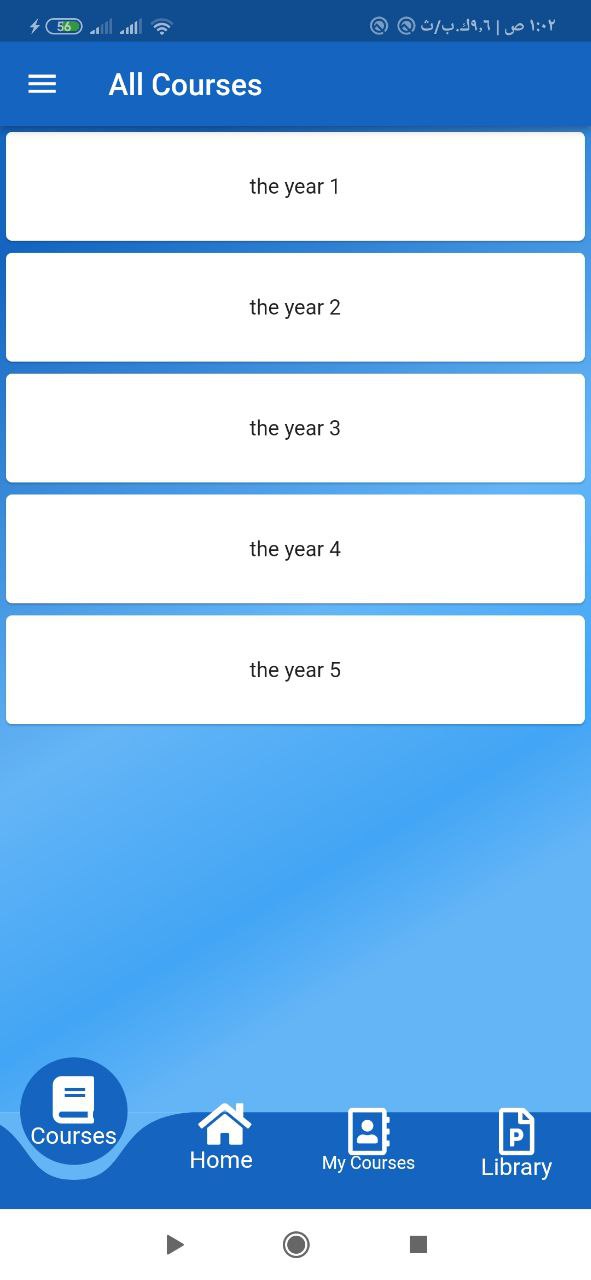 56
١:٠٢ ص | ٩,٦ك.ب/ث
All Courses
the year 1
the year 2
the year 3
the year 4
the year 5
Courses
Home
My Courses
P
Library